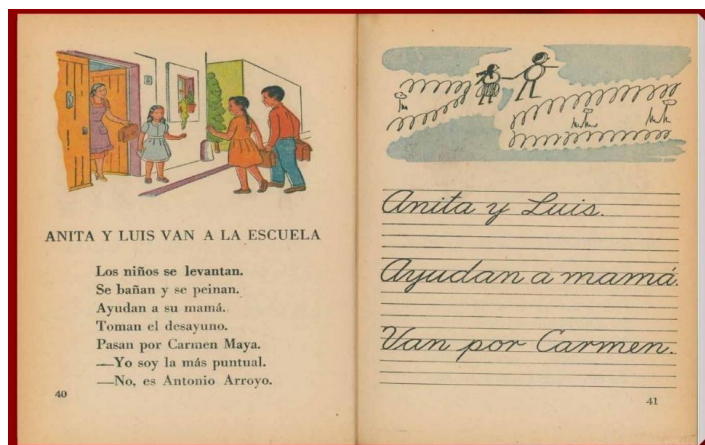 ANITA Y LUIS VAN A LA ESCUELA
Los niños se levantan.
Se bañan y se peinan.
Ayudan a su mamá.
Toman el desayuno.
Pasan por Carmen Maya.
—Yo soy la más puntual.
—No, es Antonio Arroyo.
40
Anita y Luis.
Ayudan a mamá.
Van por Carmen.
41